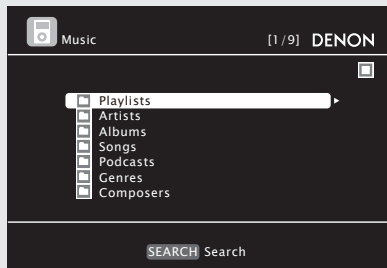 Music [1/9] DENON
Playlists
Artists
Albums
Songs
Podcasts
Genres
Composers
SEARCH Search